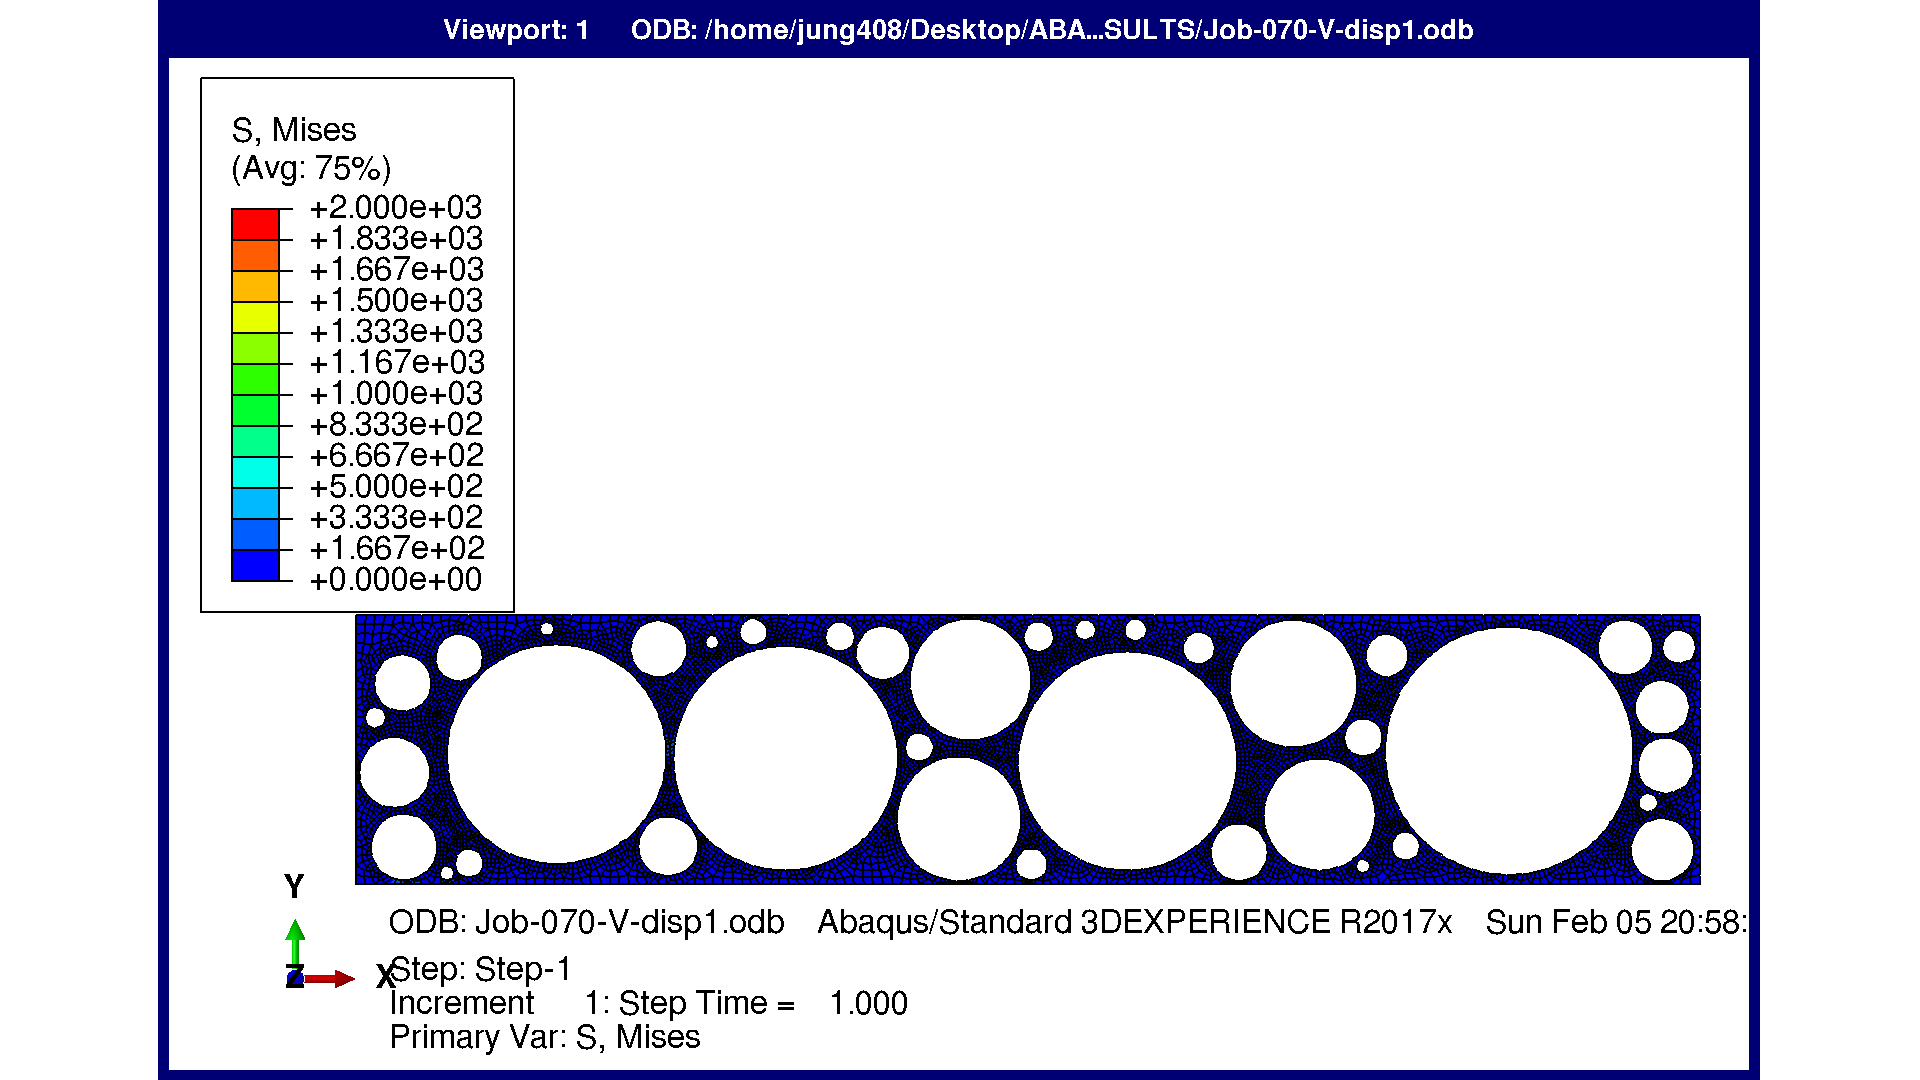 Viewport: 1 ODB: /home/jung408/Desktop/ABA...SULTS/Job-070-V-disp1.odb
S, Mises
(Avg: 75%)
+2.000e+03
+1.833e+03
+1.667e+03
+1.500e+03
+1.333e+03
+1.167e+03
+1.000e+03
+8.333e+02
+6.667e+02
+5.000e+02
+3.333e+02
+1.667e+02
+0.000e+00
Y
Z
X
ODB: Job-070-V-disp1.odb Abaqus/Standard 3DEXPERIENCE R2017x Sun Feb 05 20:58:
Step: Step-1
Increment 1: Step Time = 1.000
Primary Var: S, Mises